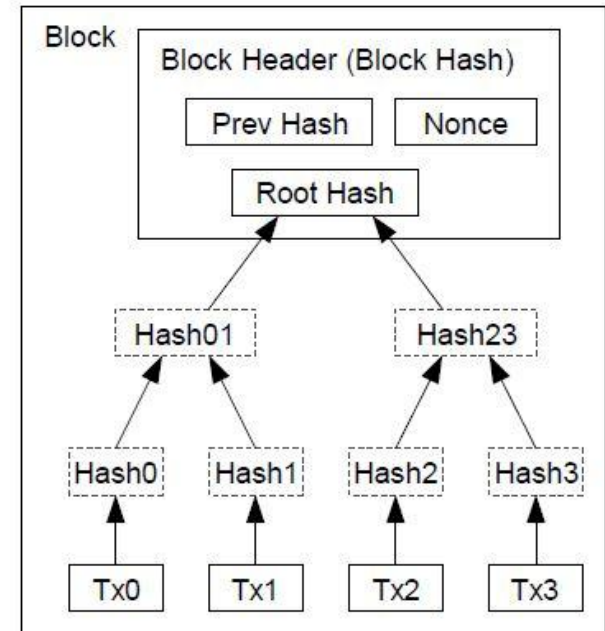 Block
Block Header (Block Hash)
Prev Hash Nonce
Root Hash
Hash01 Hash23
Hash0 Hash1 Hash2 Hash3
Tx0 Tx1 Tx2 Tx3